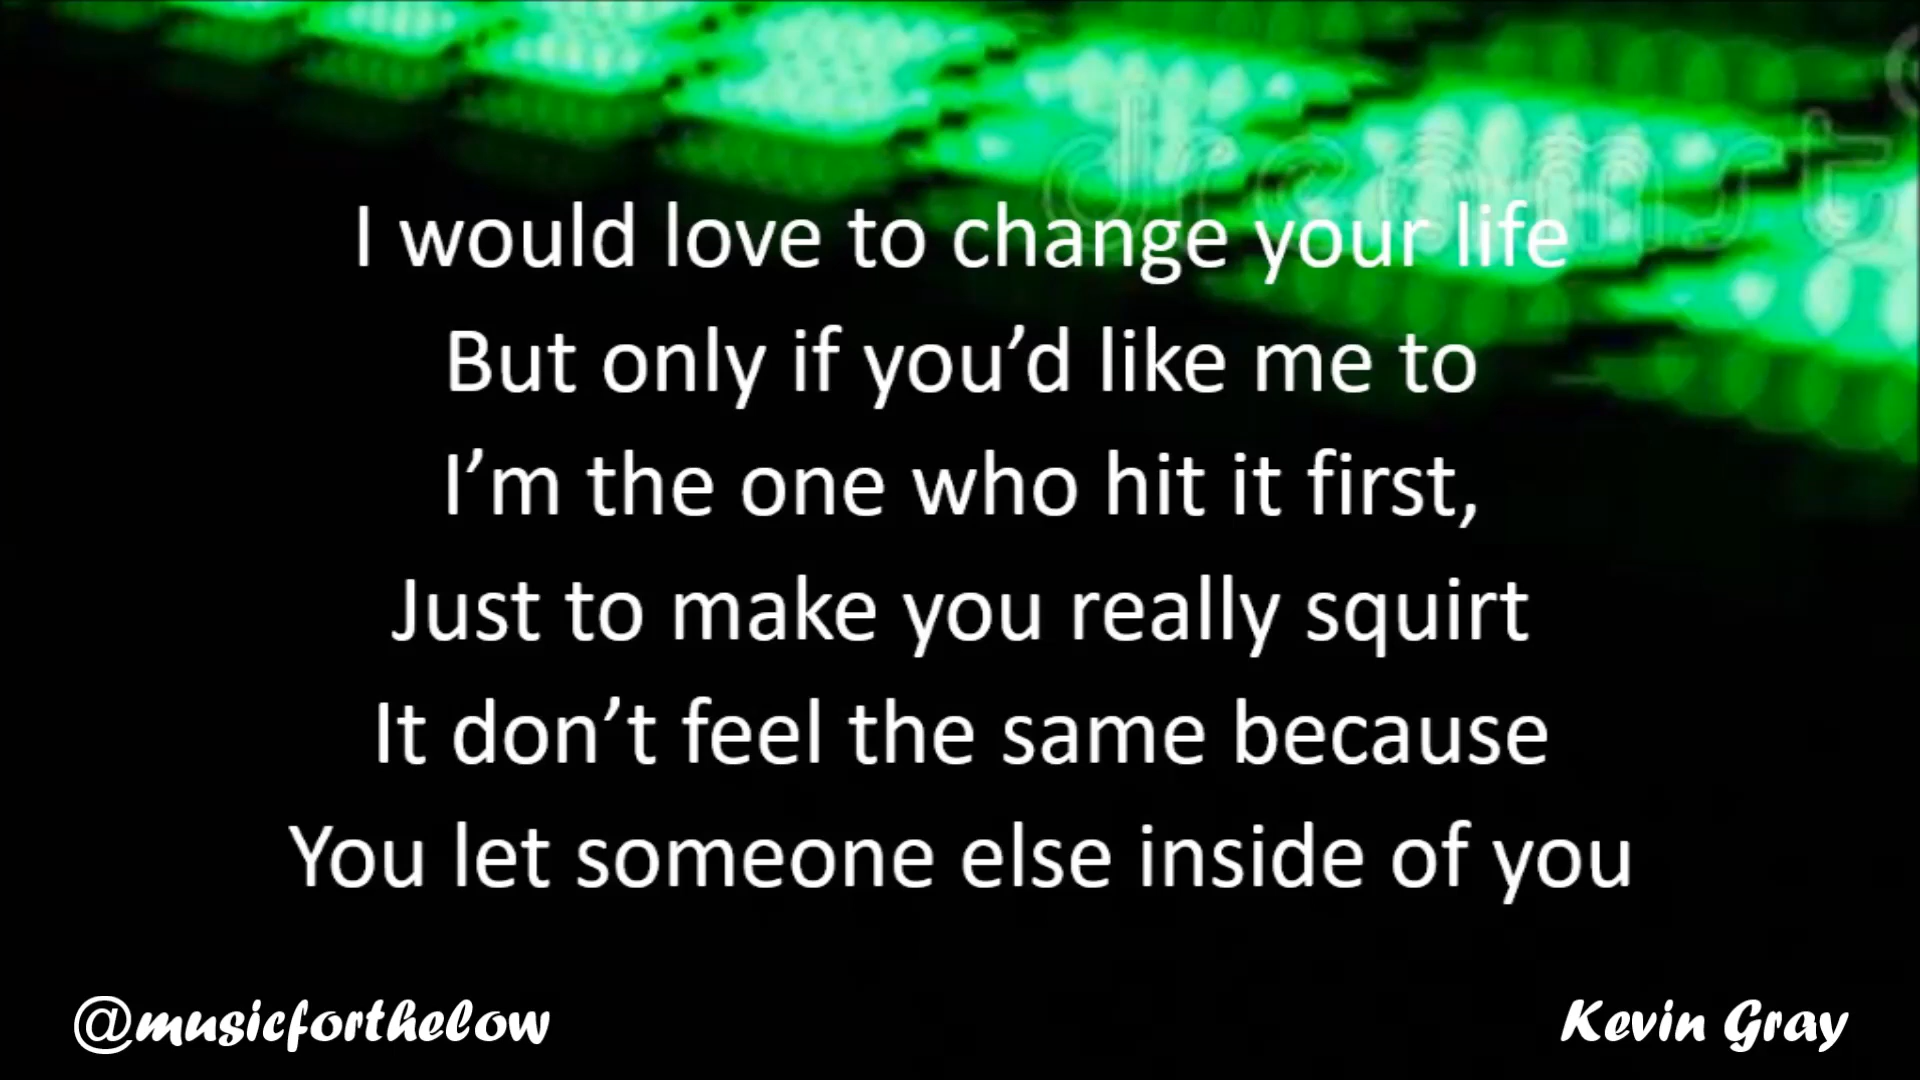 dreamst
I would love to change your life
But only if you’d like me to
I’m the one who hit it first,
Just to make you really squirt
It don’t feel the same because
You let someone else inside of you
@musicforthelow
Kevin Gray